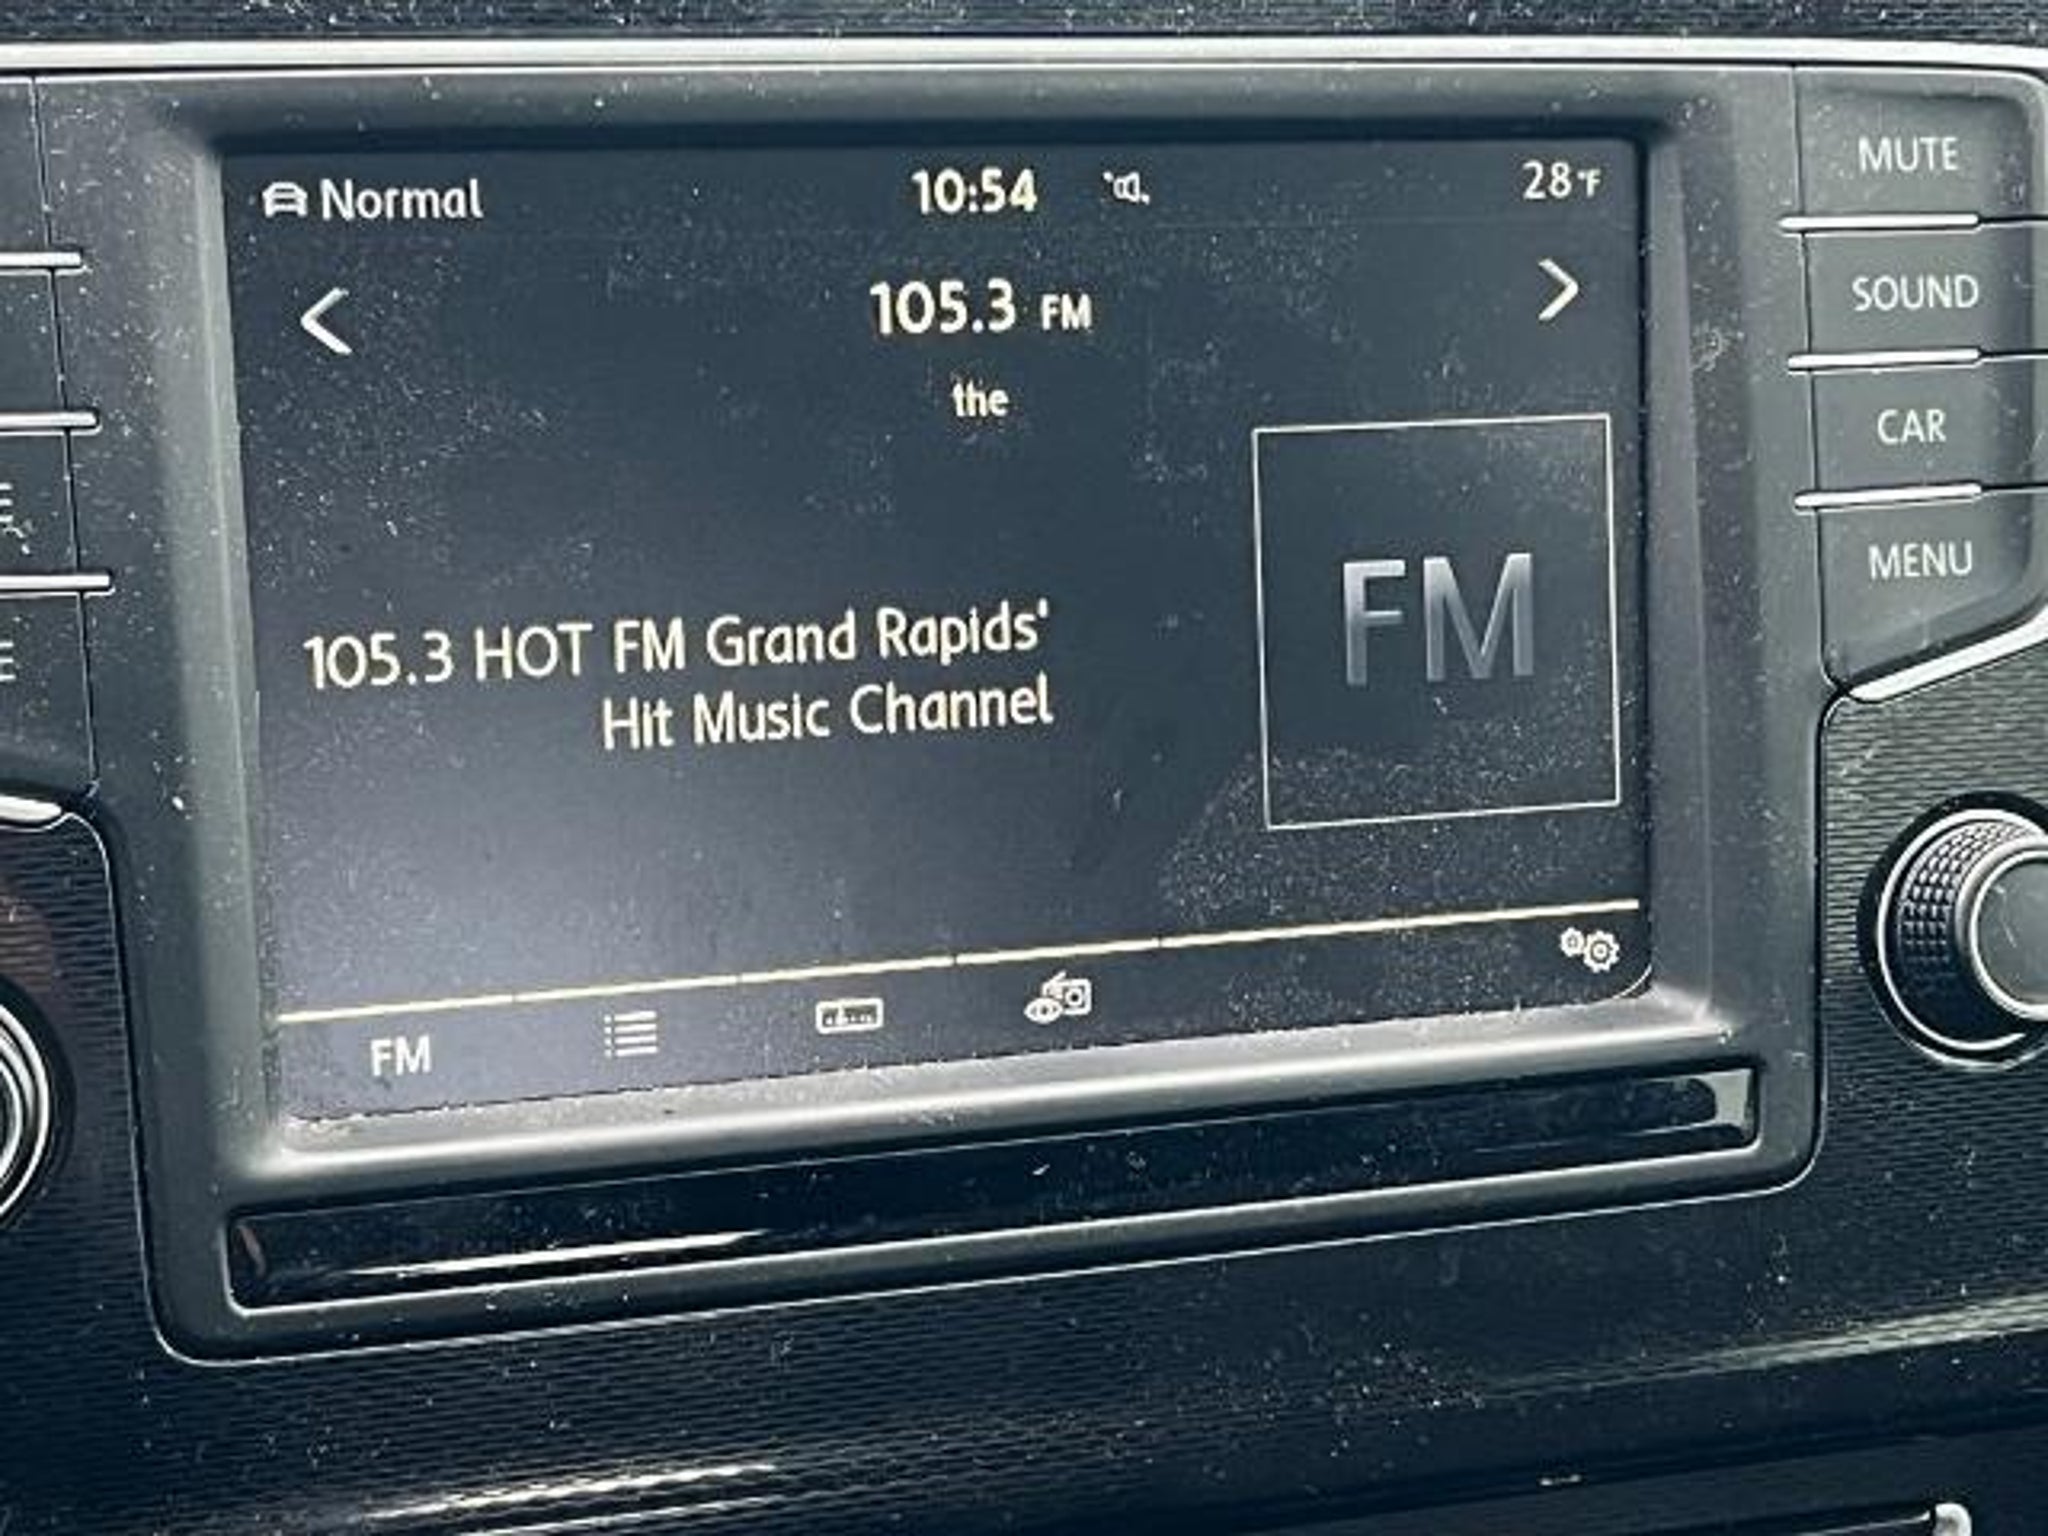 Normal 10:54 28°F
105.3 FM
the
105.3 HOT FM Grand Rapids'
Hit Music Channel
FM
FM
MUTE
SOUND
CAR
MENU